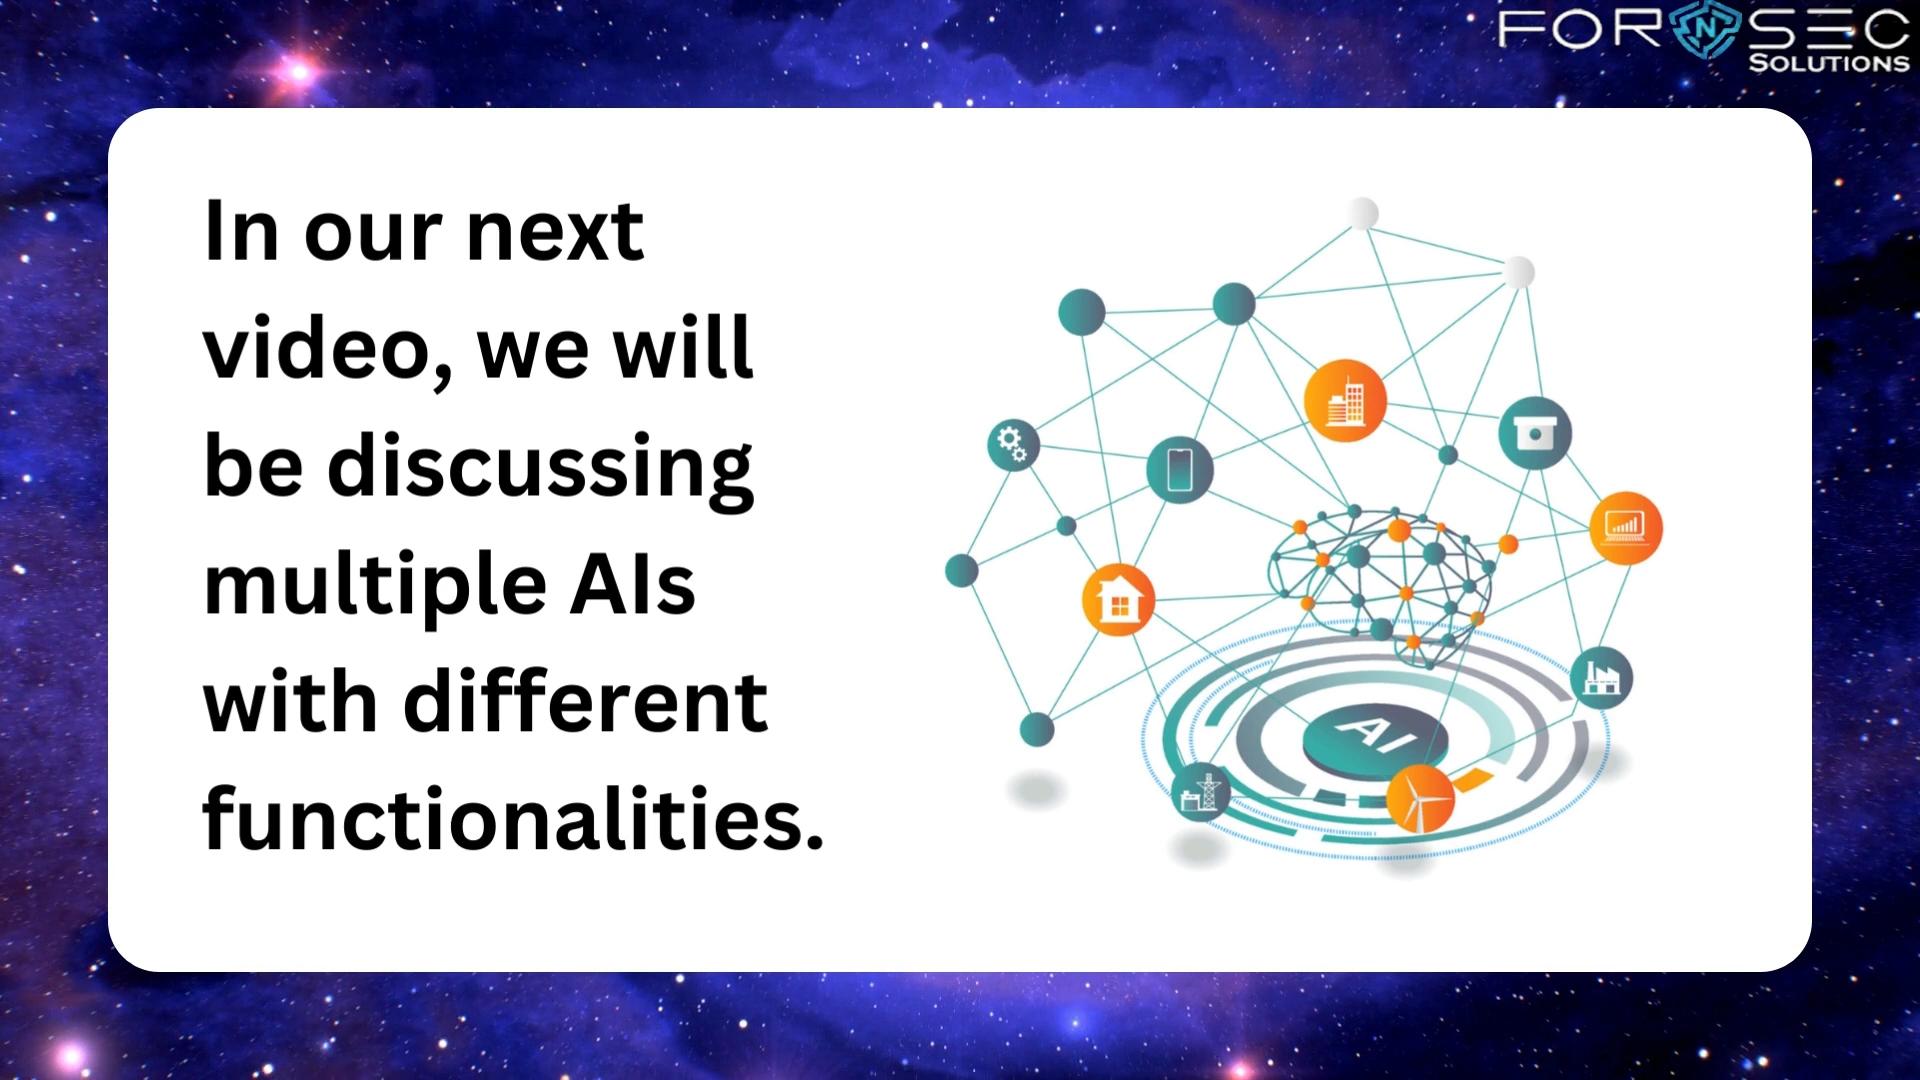 FORNSEC
SOLUTIONS
In our next
video, we will
be discussing
multiple AIs
with different
functionalities.
AI